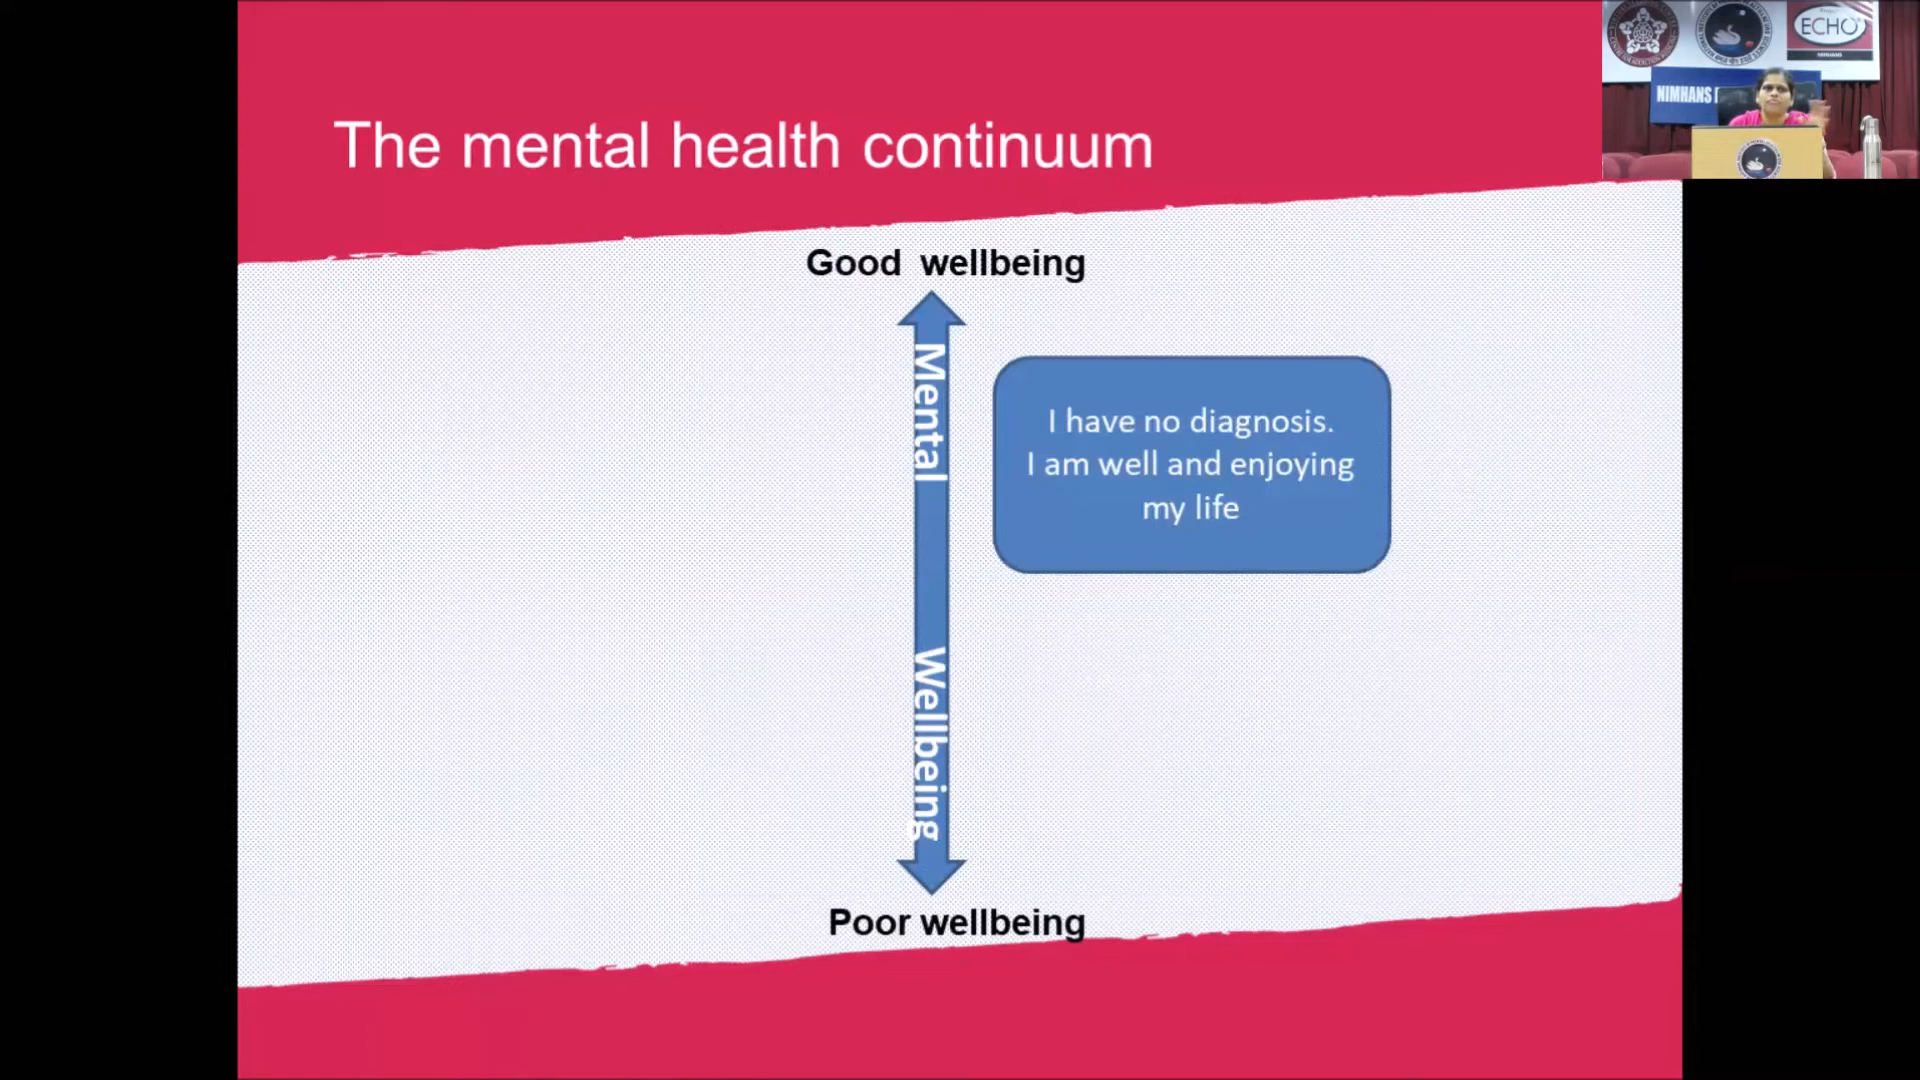 The mental health continuum
ECHO
NIMHANS
Good  wellbeing
Mental
Wellbeing
I have no diagnosis.
I am well and enjoying
my life
Poor wellbeing